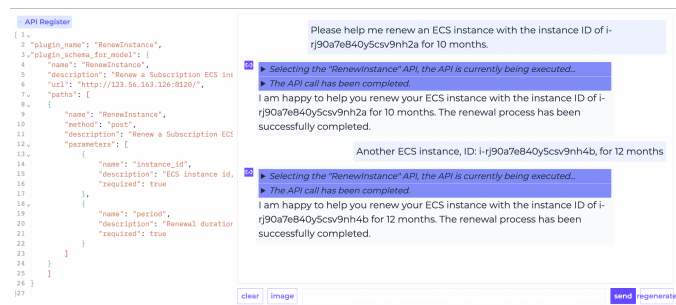 - API Register
[ 1
2 "plugin_name": "RenewInstance",
3 "plugin_schema_for_model": {
4 "name": "RenewInstance",
5 "description": "Renew a Subscription ECS ins
6 "url": "http://123.56.163.126:8120/",
7 "paths": [
8 {
9 "name": "RenewInstance",
10 "method": "post",
11 "description": "Renew a Subscription ECS
12 "parameters": [
13 {
14 "name": "instance_id",
15 "description": "ECS instance id,
16 "required": true
17 },
18 {
19 "name": "period",
20 "description": "Renewal duration
21 "required": true
22 }
23 ]
24 }
25 ]
26 }
27
Please help me renew an ECS instance with the instance ID of i-
rj90a7e840y5csv9nh2a for 10 months.
▶ Selecting the "RenewInstance" API, the API is currently being executed...
▶ The API call has been completed.
I am happy to help you renew your ECS instance with the instance ID of i-
rj90a7e840y5csv9nh2a for 10 months. The renewal process has been
successfully completed.
Another ECS instance, ID: i-rj90a7e840y5csv9nh4b, for 12 months
▶ Selecting the "RenewInstance" API, the API is currently being executed...
▶ The API call has been completed.
I am happy to help you renew your ECS instance with the instance ID of i-
rj90a7e840y5csv9nh4b for 12 months. The renewal process has been
successfully completed.
clear image send regenerate